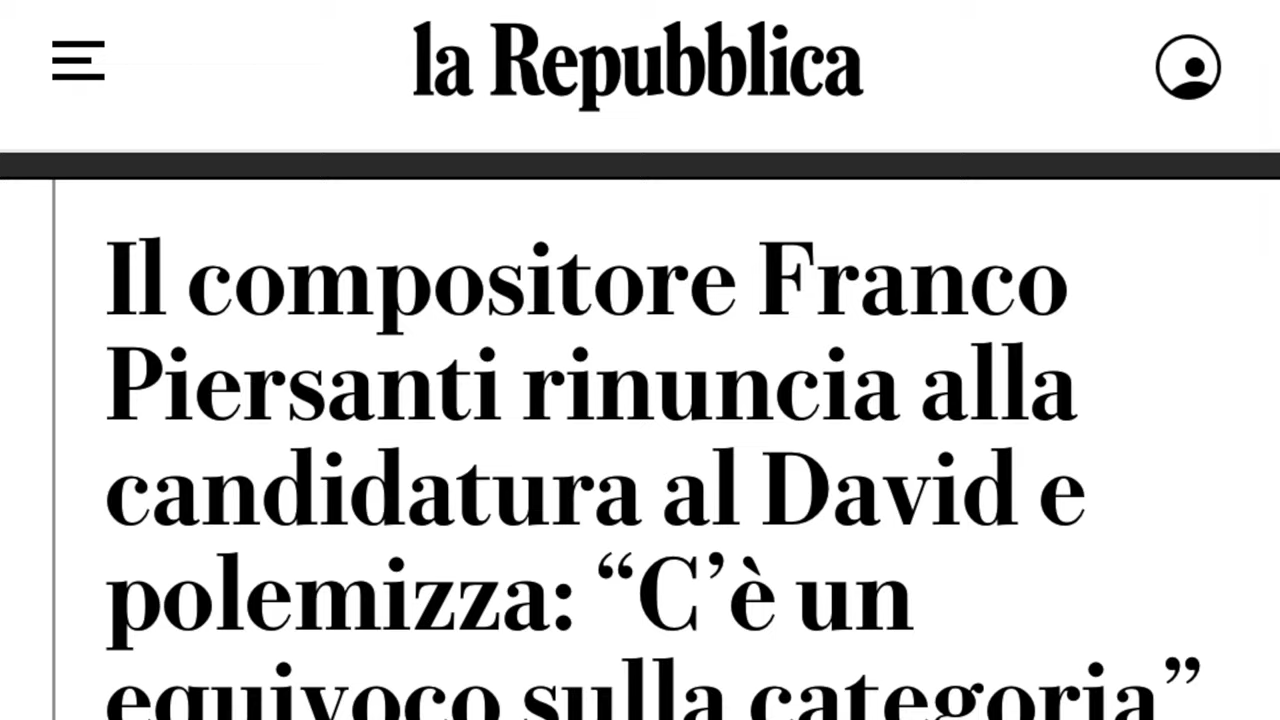 la Repubblica
Il compositore Franco
Piersanti rinuncia alla
candidatura al David e
polemizza: “C’è un
equivoco sulla categoria”